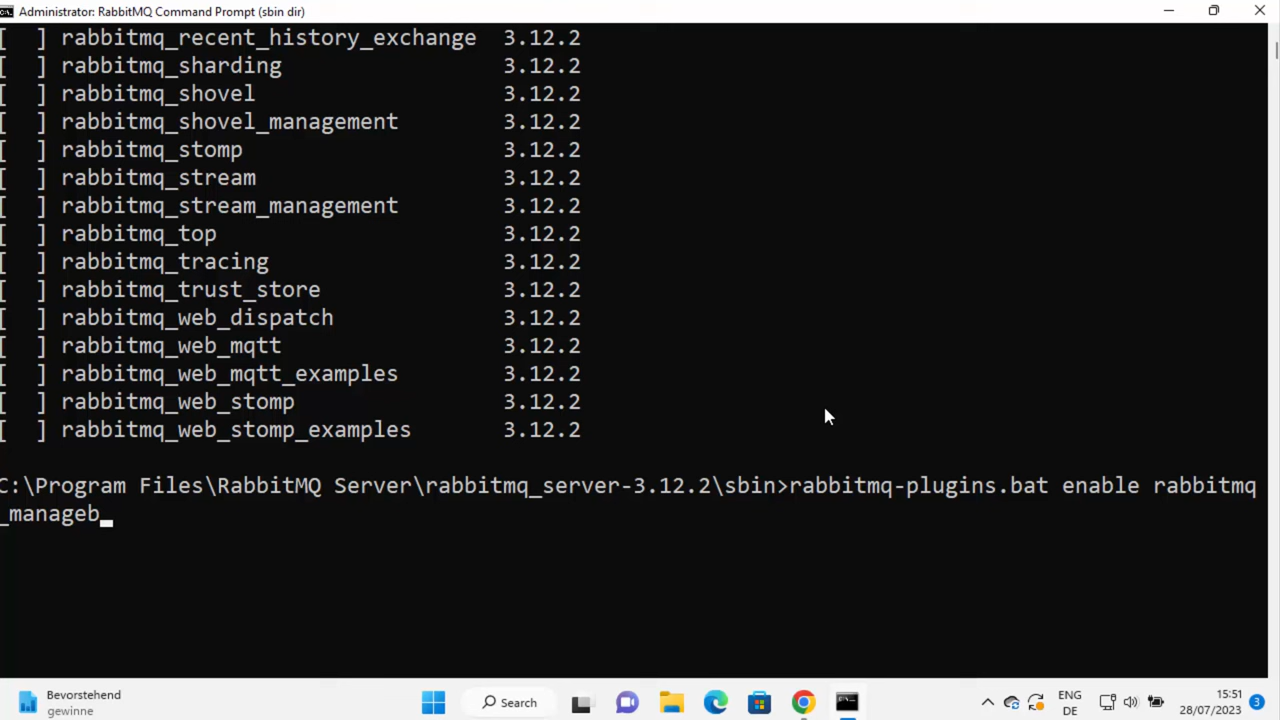 Administrator: RabbitMQ Command Prompt (sbin dir)
[  ] rabbitmq_recent_history_exchange  3.12.2
[  ] rabbitmq_sharding  3.12.2
[  ] rabbitmq_shovel  3.12.2
[  ] rabbitmq_shovel_management  3.12.2
[  ] rabbitmq_stomp  3.12.2
[  ] rabbitmq_stream  3.12.2
[  ] rabbitmq_stream_management  3.12.2
[  ] rabbitmq_top  3.12.2
[  ] rabbitmq_tracing  3.12.2
[  ] rabbitmq_trust_store  3.12.2
[  ] rabbitmq_web_dispatch  3.12.2
[  ] rabbitmq_web_mqtt  3.12.2
[  ] rabbitmq_web_mqtt_examples  3.12.2
[  ] rabbitmq_web_stomp  3.12.2
[  ] rabbitmq_web_stomp_examples  3.12.2
C:\Program Files\RabbitMQ Server\rabbitmq_server-3.12.2\sbin>rabbitmq-plugins.bat enable rabbitmq
_manageb_
Bevorstehend
gewinne
Search
ENG
DE
15:51
28/07/2023
3